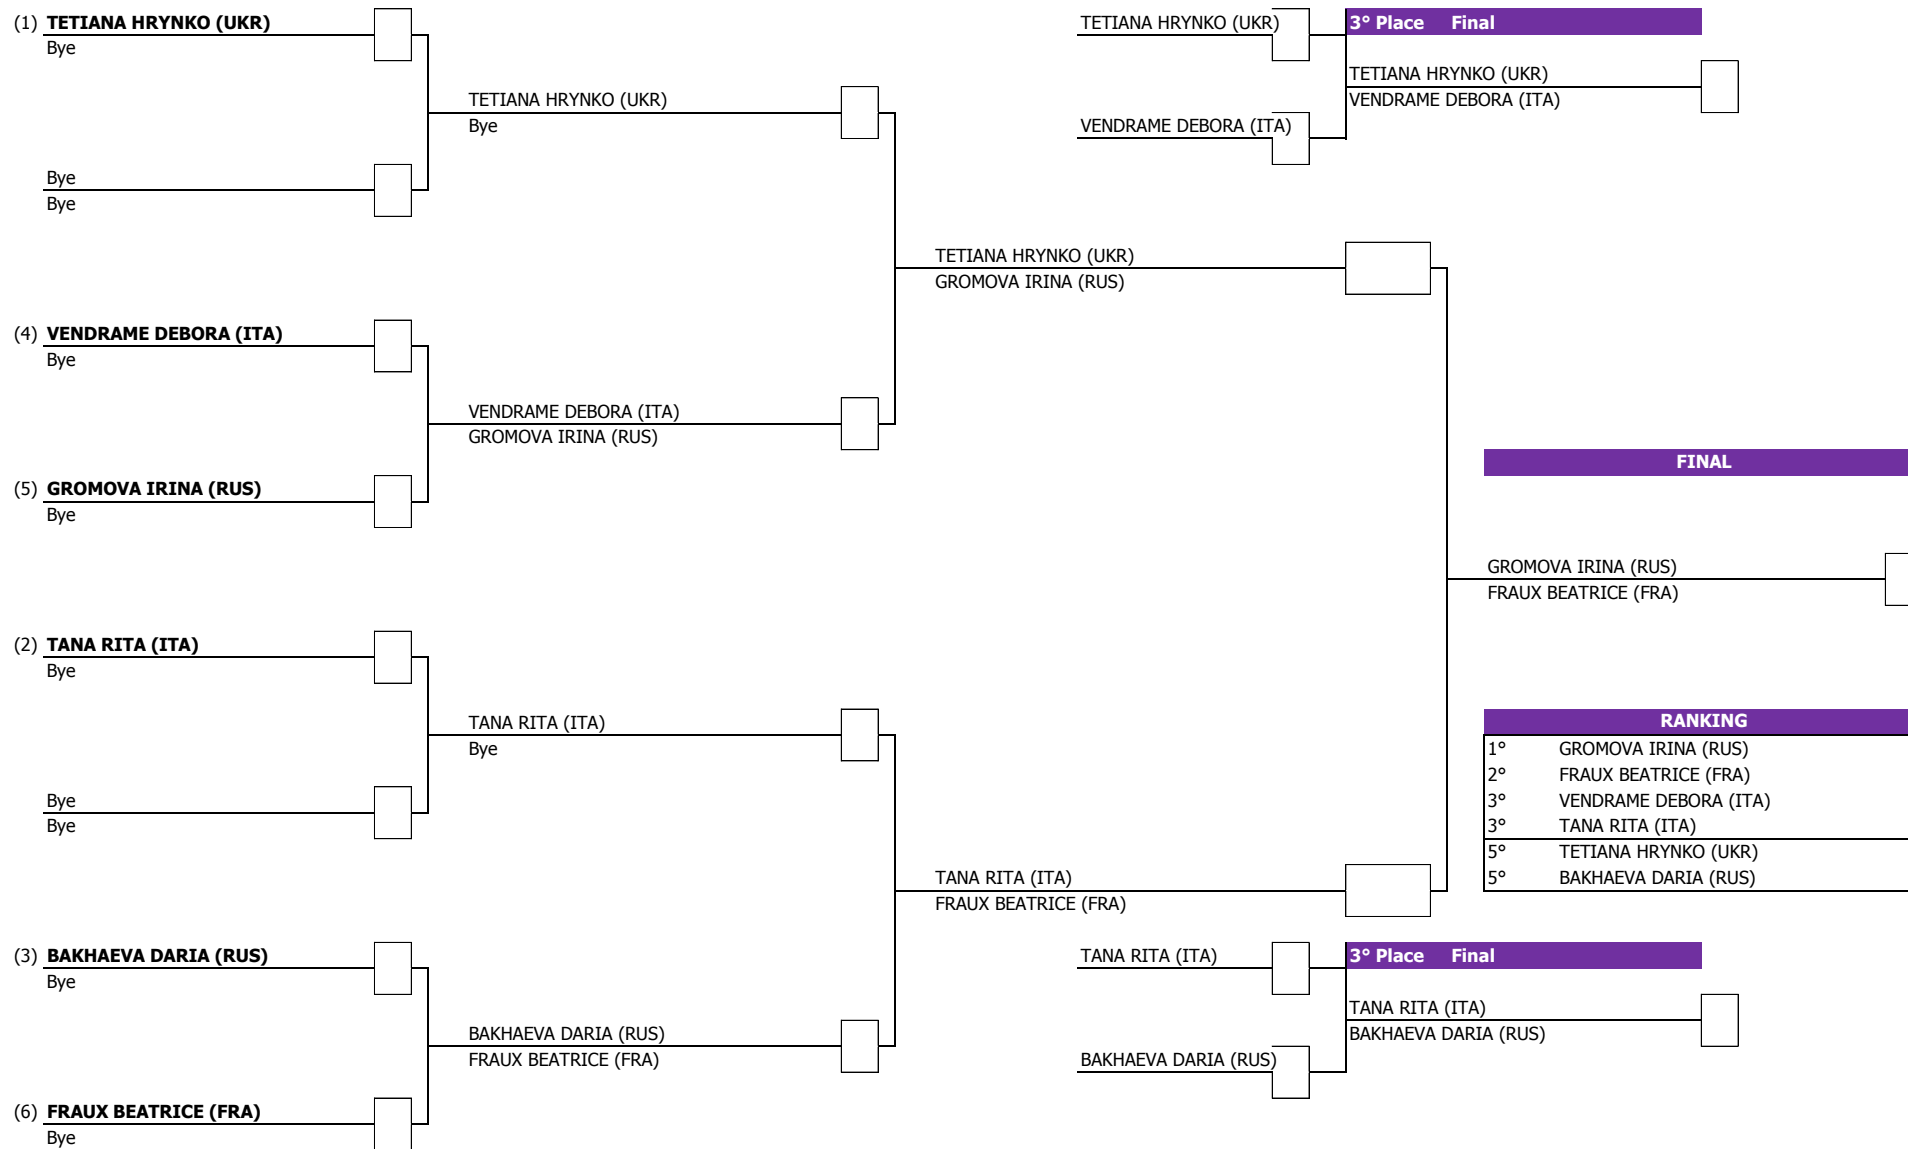 (1) TETIANA HRYNKO (UKR)
Bye
Bye
Bye
(4) VENDRAME DEBORA (ITA)
Bye
(5) GROMOVA IRINA (RUS)
Bye
(2) TANA RITA (ITA)
Bye
Bye
Bye
(3) BAKHAEVA DARIA (RUS)
Bye
(6) FRAUX BEATRICE (FRA)
Bye
TETIANA HRYNKO (UKR)
Bye
VENDRAME DEBORA (ITA)
GROMOVA IRINA (RUS)
TANA RITA (ITA)
Bye
BAKHAEVA DARIA (RUS)
FRAUX BEATRICE (FRA)
TETIANA HRYNKO (UKR)
GROMOVA IRINA (RUS)
TANA RITA (ITA)
FRAUX BEATRICE (FRA)
TETIANA HRYNKO (UKR)
VENDRAME DEBORA (ITA)
3° Place Final
TETIANA HRYNKO (UKR)
VENDRAME DEBORA (ITA)
FINAL
GROMOVA IRINA (RUS)
FRAUX BEATRICE (FRA)
RANKING
1° GROMOVA IRINA (RUS)
2° FRAUX BEATRICE (FRA)
3° VENDRAME DEBORA (ITA)
3° TANA RITA (ITA)
5° TETIANA HRYNKO (UKR)
5° BAKHAEVA DARIA (RUS)
TANA RITA (ITA)
BAKHAEVA DARIA (RUS)
3° Place Final
TANA RITA (ITA)
BAKHAEVA DARIA (RUS)